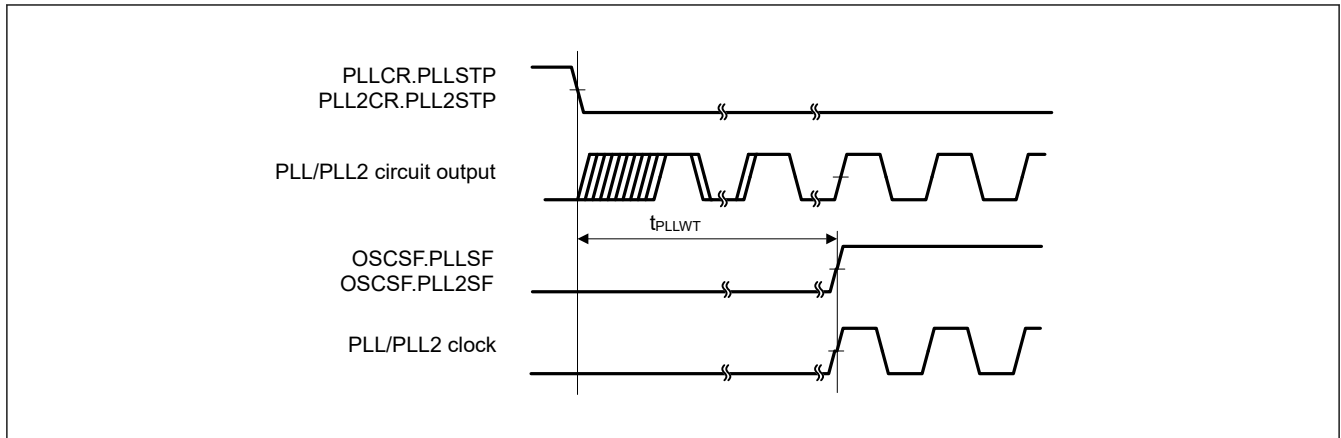 PLLCR.PLLSTP
PLL2CR.PLL2STP
PLL/PLL2 circuit output
tPLLWT
OSCSF.PLLSF
OSCSF.PLL2SF
PLL/PLL2 clock